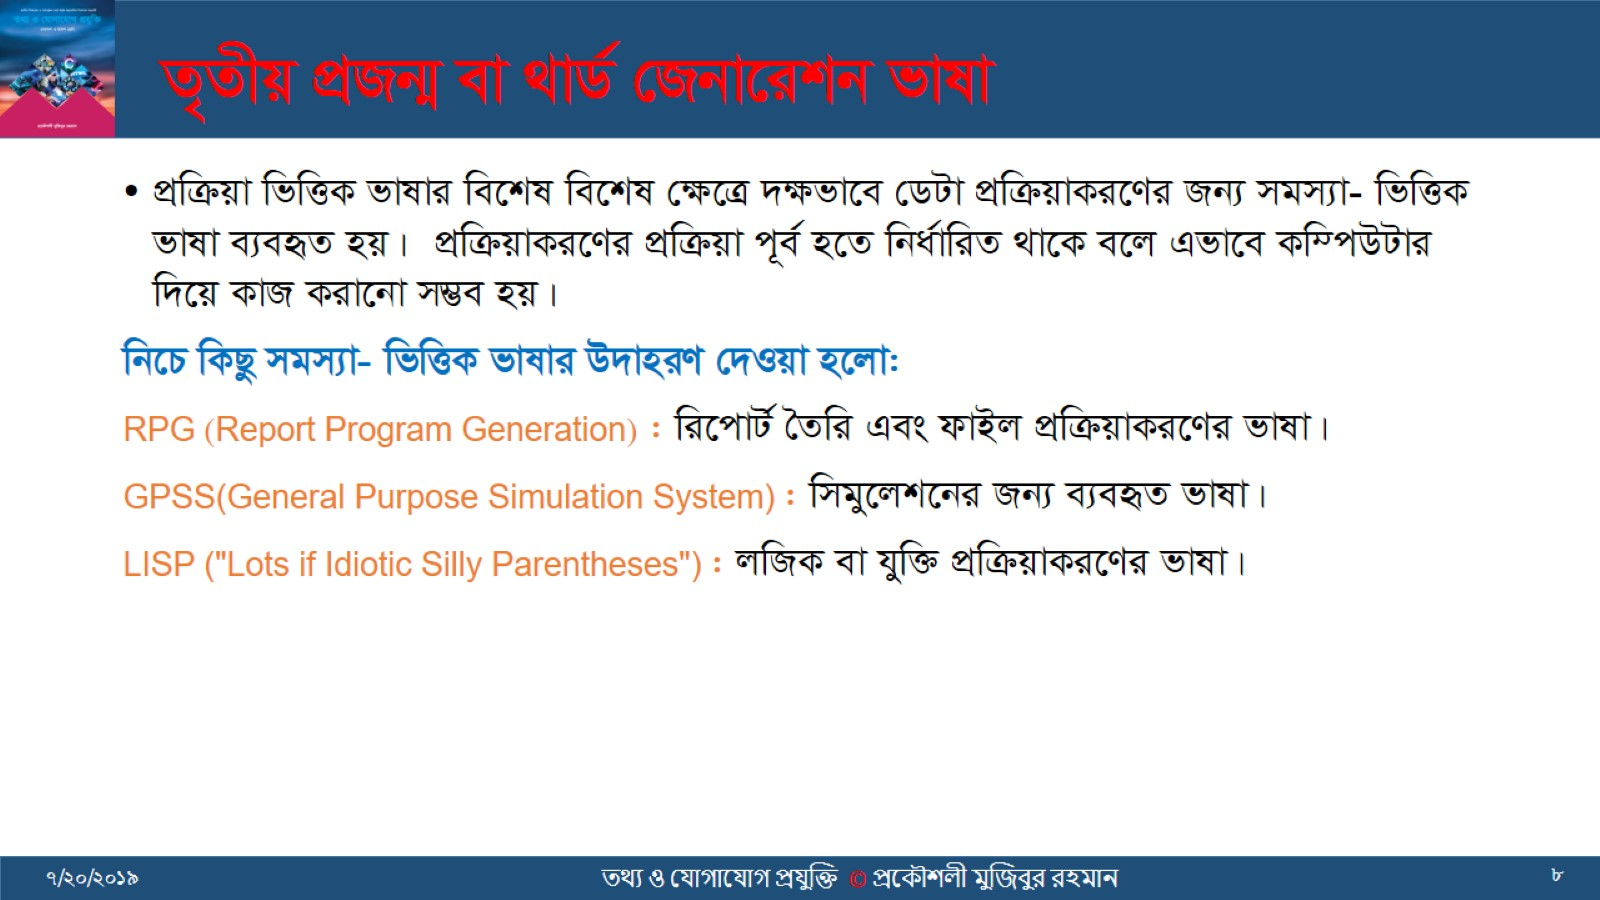 তথ্য ও যোগাযোগ প্রযুক্তি
তৃতীয় প্রজন্ম বা থার্ড জেনারেশন ভাষা
• প্রক্রিয়া ভিত্তিক ভাষার বিশেষ বিশেষ ক্ষেত্রে দক্ষভাবে ডেটা প্রক্রিয়াকরণের জন্য সমস্যা- ভিত্তিক
ভাষা ব্যবহৃত হয়। প্রক্রিয়াকরণের প্রক্রিয়া পূর্ব হতে নির্ধারিত থাকে বলে এভাবে কম্পিউটার
দিয়ে কাজ করানো সম্ভব হয়।
নিচে কিছু সমস্যা- ভিত্তিক ভাষার উদাহরণ দেওয়া হলো:
RPG (Report Program Generation) : রিপোর্ট তৈরি এবং ফাইল প্রক্রিয়াকরণের ভাষা।
GPSS(General Purpose Simulation System) : সিমুলেশনের জন্য ব্যবহৃত ভাষা।
LISP ("Lots if Idiotic Silly Parentheses") : লজিক বা যুক্তি প্রক্রিয়াকরণের ভাষা।
৭/২০/২০১৯
তথ্য ও যোগাযোগ প্রযুক্তি © প্রকৌশলী মুজিবুর রহমান
৮